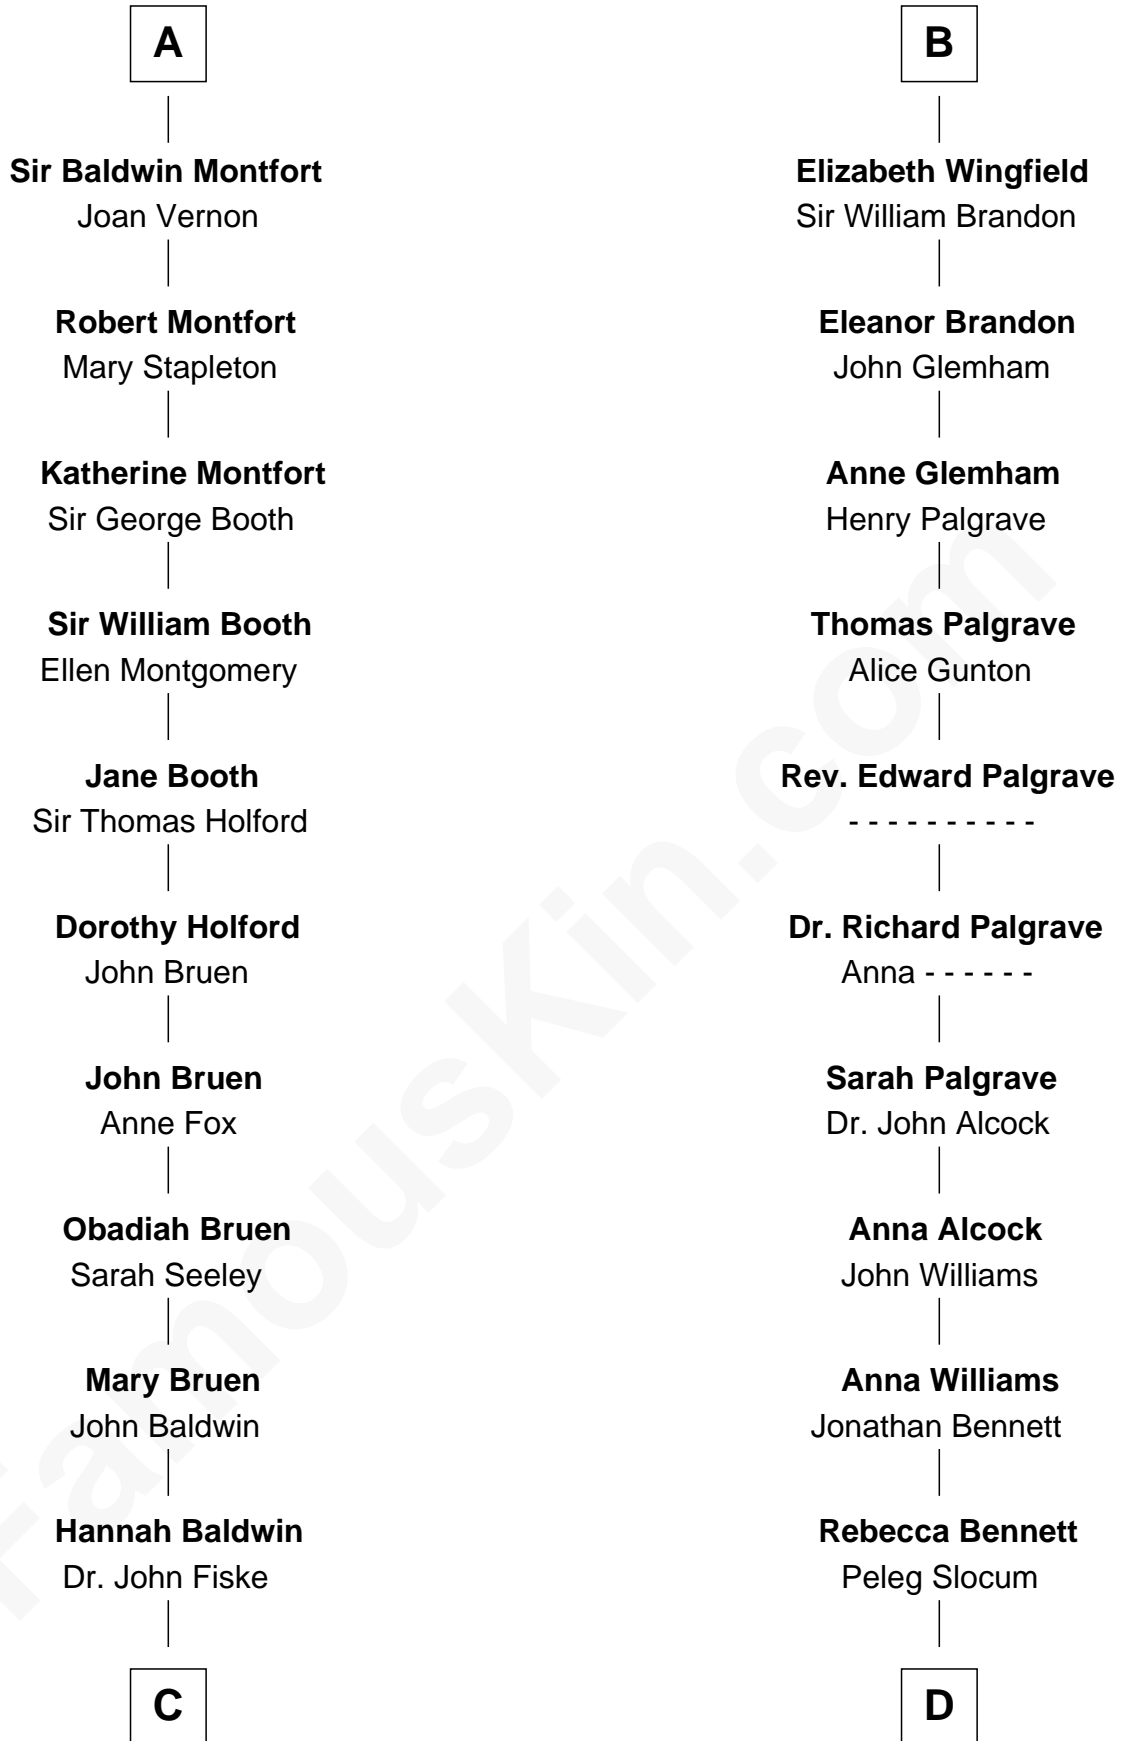 A
Sir Baldwin Montfort
Joan Vernon
Robert Montfort
Mary Stapleton
Katherine Montfort
Sir George Booth
Sir William Booth
Ellen Montgomery
Jane Booth
Sir Thomas Holford
Dorothy Holford
John Bruen
John Bruen
Anne Fox
Obadiah Bruen
Sarah Seeley
Mary Bruen
John Baldwin
Hannah Baldwin
Dr. John Fiske
C
B
Elizabeth Wingfield
Sir William Brandon
Eleanor Brandon
John Glemham
Anne Glemham
Henry Palgrave
Thomas Palgrave
Alice Gunton
Rev. Edward Palgrave
- - - - - - - - - -
Dr. Richard Palgrave
Anna - - - - - -
Sarah Palgrave
Dr. John Alcock
Anna Alcock
John Williams
Anna Williams
Jonathan Bennett
Rebecca Bennett
Peleg Slocum
D
FamousKin.com